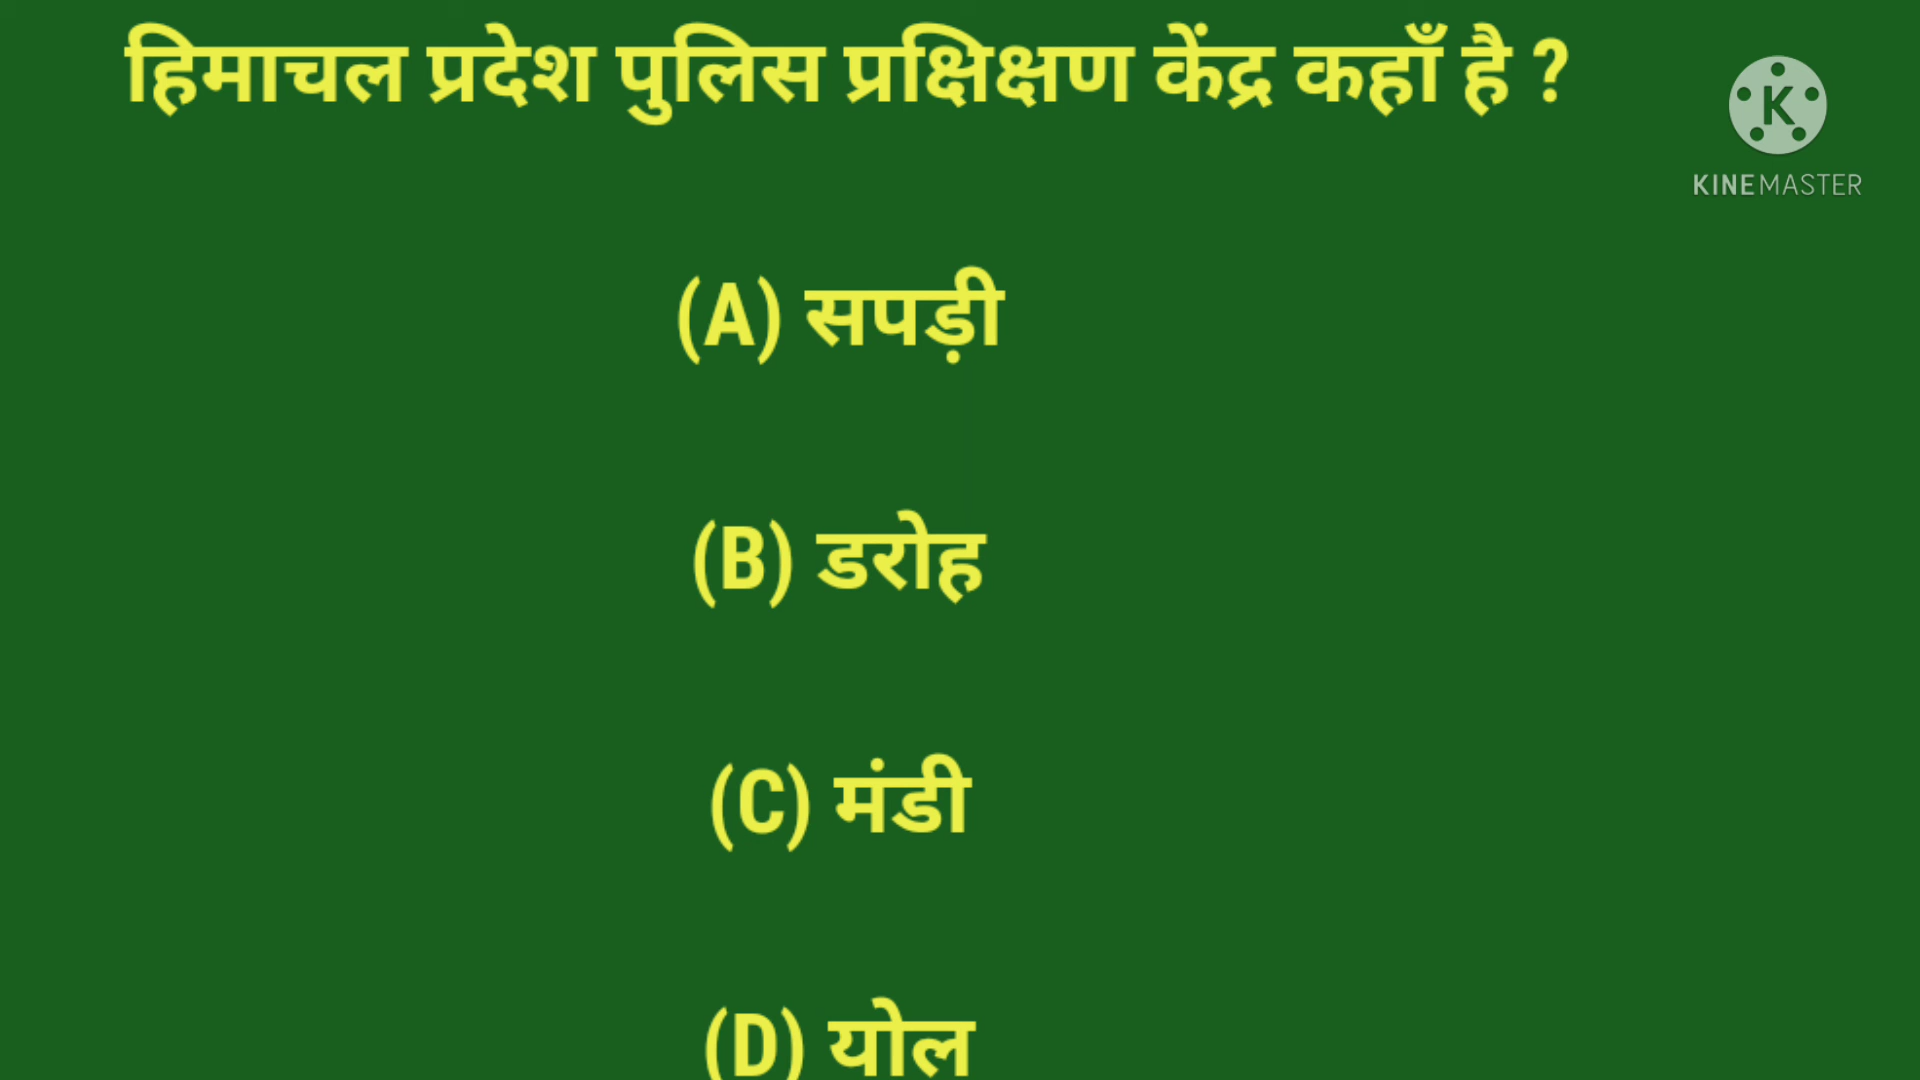 हिमाचल प्रदेश पुलिस प्रक्षिक्षण केंद्र कहाँ है ?
K
KINEMASTER
(A) सपड़ी
(B) डरोह
(C) मंडी
(D) योल